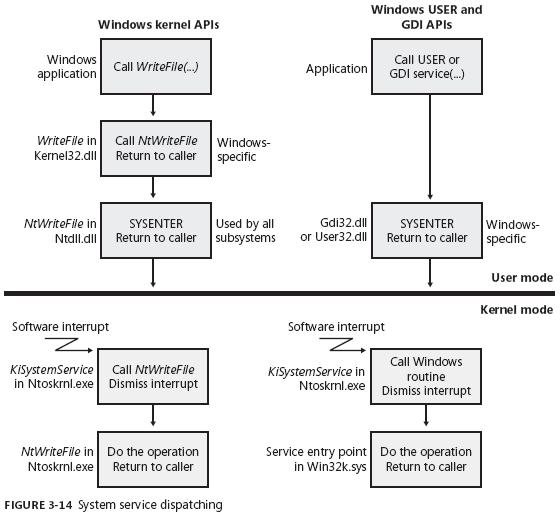 Windows kernel APIs
Windows USER and
GDI APIs
Windows
application
Call WriteFile(...)
Application
Call USER or
GDI service(...)
WriteFile in
Kernel32.dll
Call NtWriteFile
Return to caller
Windows-
specific
NtWriteFile in
Ntdll.dll
SYSENTER
Return to caller
Used by all
subsystems
Gdi32.dll
or User32.dll
SYSENTER
Return to caller
Windows-
specific
User mode
Kernel mode
Software interrupt
KiSystemService
in Ntoskrnl.exe
Call NtWriteFile
Dismiss interrupt
Software interrupt
KiSystemService in
Ntoskrnl.exe
Call Windows
routine
Dismiss interrupt
NtWriteFile in
Ntoskrnl.exe
Do the operation
Return to caller
Service entry point
in Win32k.sys
Do the operation
Return to caller
FIGURE 3-14 System service dispatching